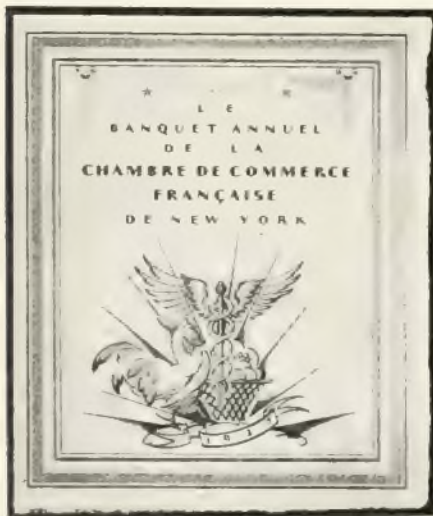 LE
BANQUET ANNUEL
DE LA
CHAMBRE DE COMMERCE
FRANÇAISE
DE NEW YORK